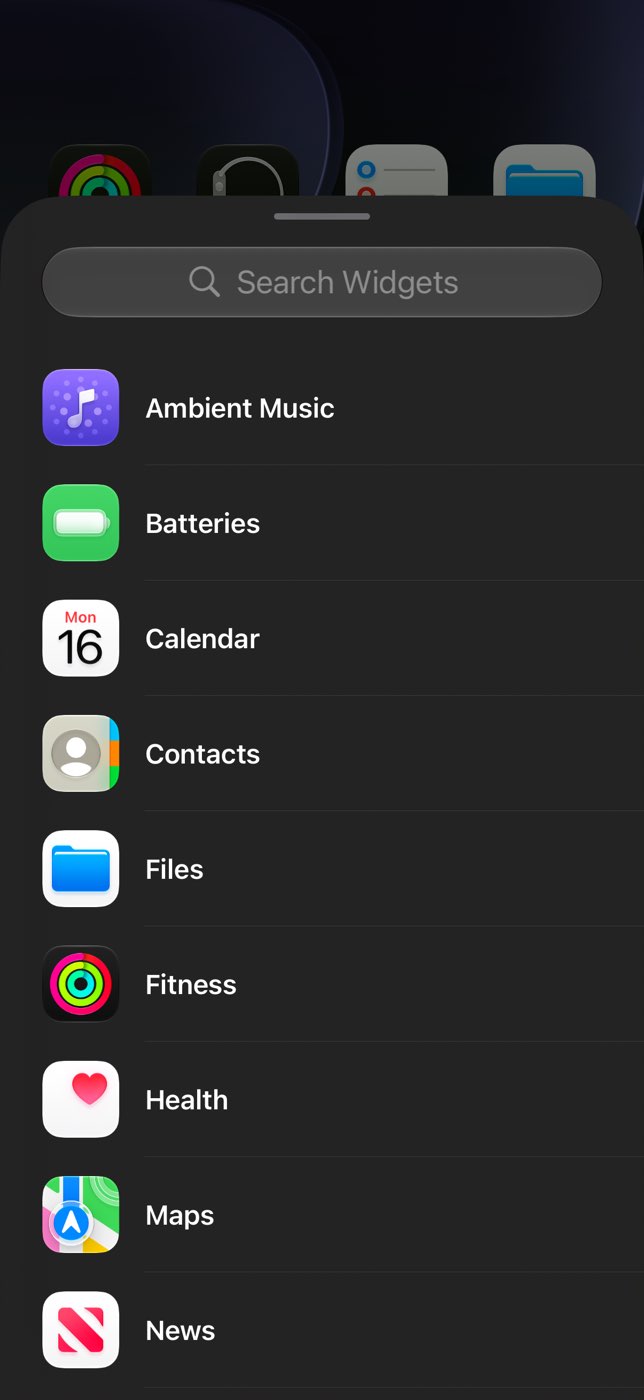 Search Widgets
Ambient Music
Batteries
Mon
16
Calendar
Contacts
Files
Fitness
Health
Maps
News